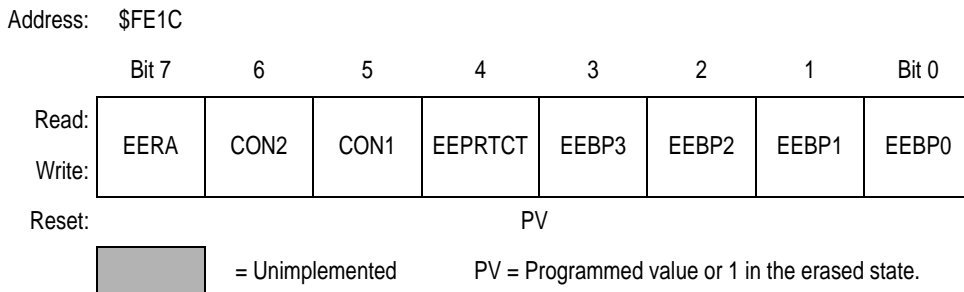 Address: $FE1C
Bit 7 6 5 4 3 2 1 Bit 0
Read:
EERA CON2 CON1 EEPRTCT EEBP3 EEBP2 EEBP1 EEBP0
Write:
Reset: PV
= Unimplemented PV = Programmed value or 1 in the erased state.